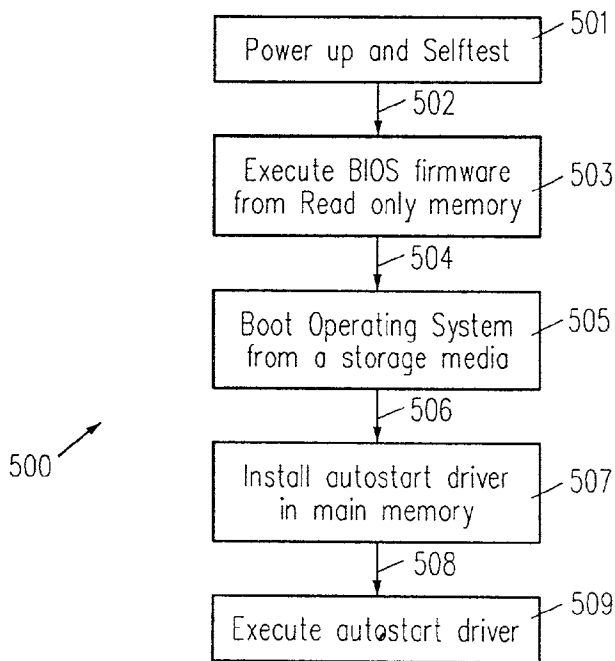 501
Power up and Selftest
502
Execute BIOS firmware
from Read only memory
503
504
Boot Operating System
from a storage media
505
506
500
Install autostart driver
in main memory
507
508
509
Execute autostart driver